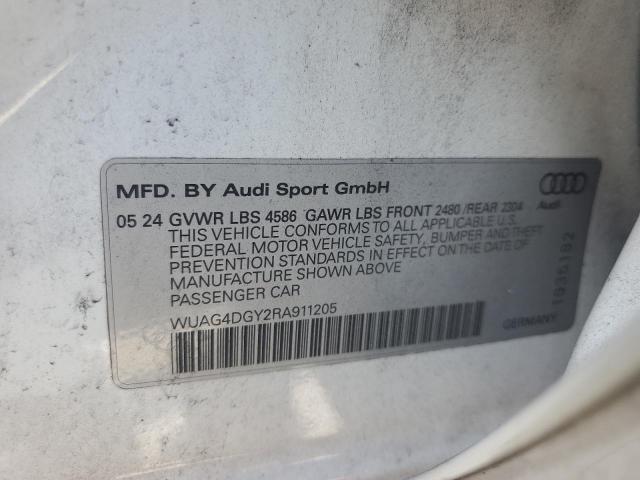 MFD. BY Audi Sport GmbH
05 24 GVWR LBS 4586 GAWR LBS FRONT 2480 /REAR 2304
THIS VEHICLE CONFORMS TO ALL APPLICABLE U.S.
FEDERAL MOTOR VEHICLE SAFETY, BUMPER AND THEFT
PREVENTION STANDARDS IN EFFECT ON THE DATE OF
MANUFACTURE SHOWN ABOVE
PASSENGER CAR
WUAG4DGY2RA911205
Audi
1935182
GERMANY